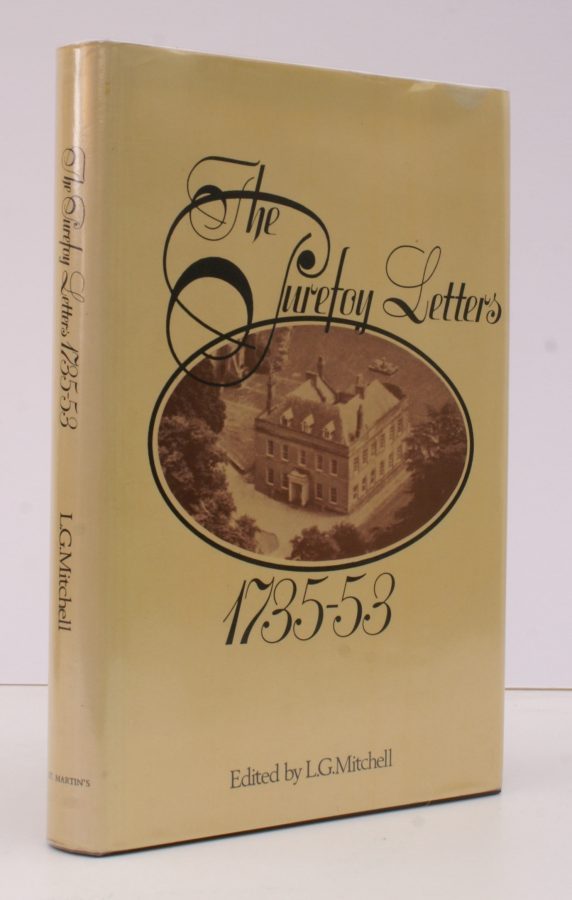 The
Purefoy Letters
1735-53
Edited by L.G.Mitchell
The Purefoy Letters 1735-53
L.G.Mitchell
ST. MARTIN'S